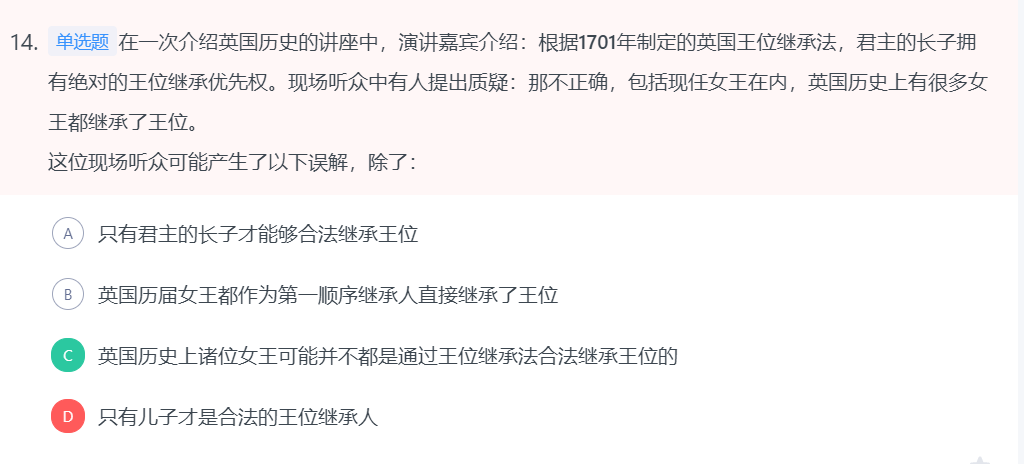 14. 单选题 在一次介绍英国历史的讲座中，演讲嘉宾介绍：根据1701年制定的英国王位继承法，君主的长子拥
有绝对的王位继承优先权。现场听众中有人提出质疑：那不正确，包括现任女王在内，英国历史上有很多女
王都继承了王位。
这位现场听众可能产生了以下误解，除了：
A 只有君主的长子才能够合法继承王位
B 英国历届女王都作为第一顺序继承人直接继承了王位
C 英国历史上诸位女王可能并不都是通过王位继承法合法继承王位的
D 只有儿子才是合法的王位继承人